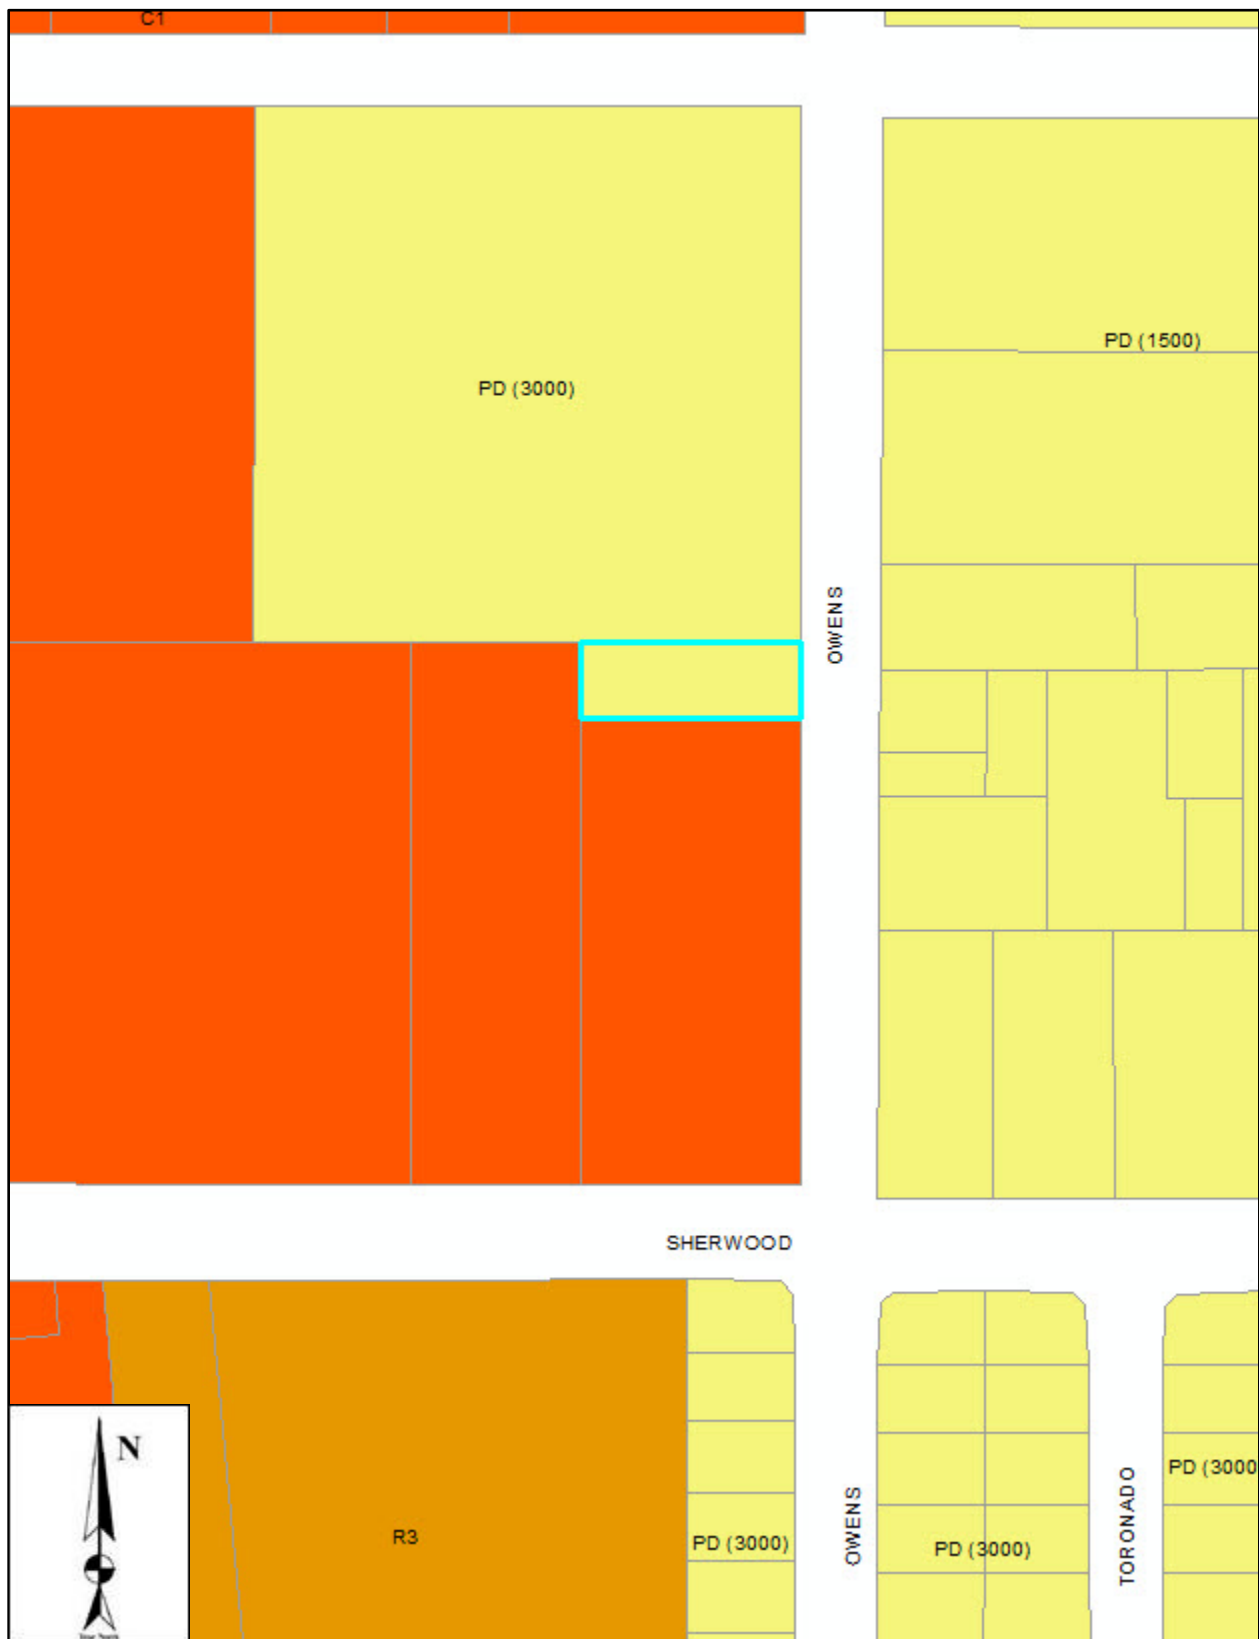 C1
PD (1500)
PD (3000)
OWENS
SHERWOOD
N
R3
PD (3000)
OWENS
PD (3000)
TORONADO
PD (3000